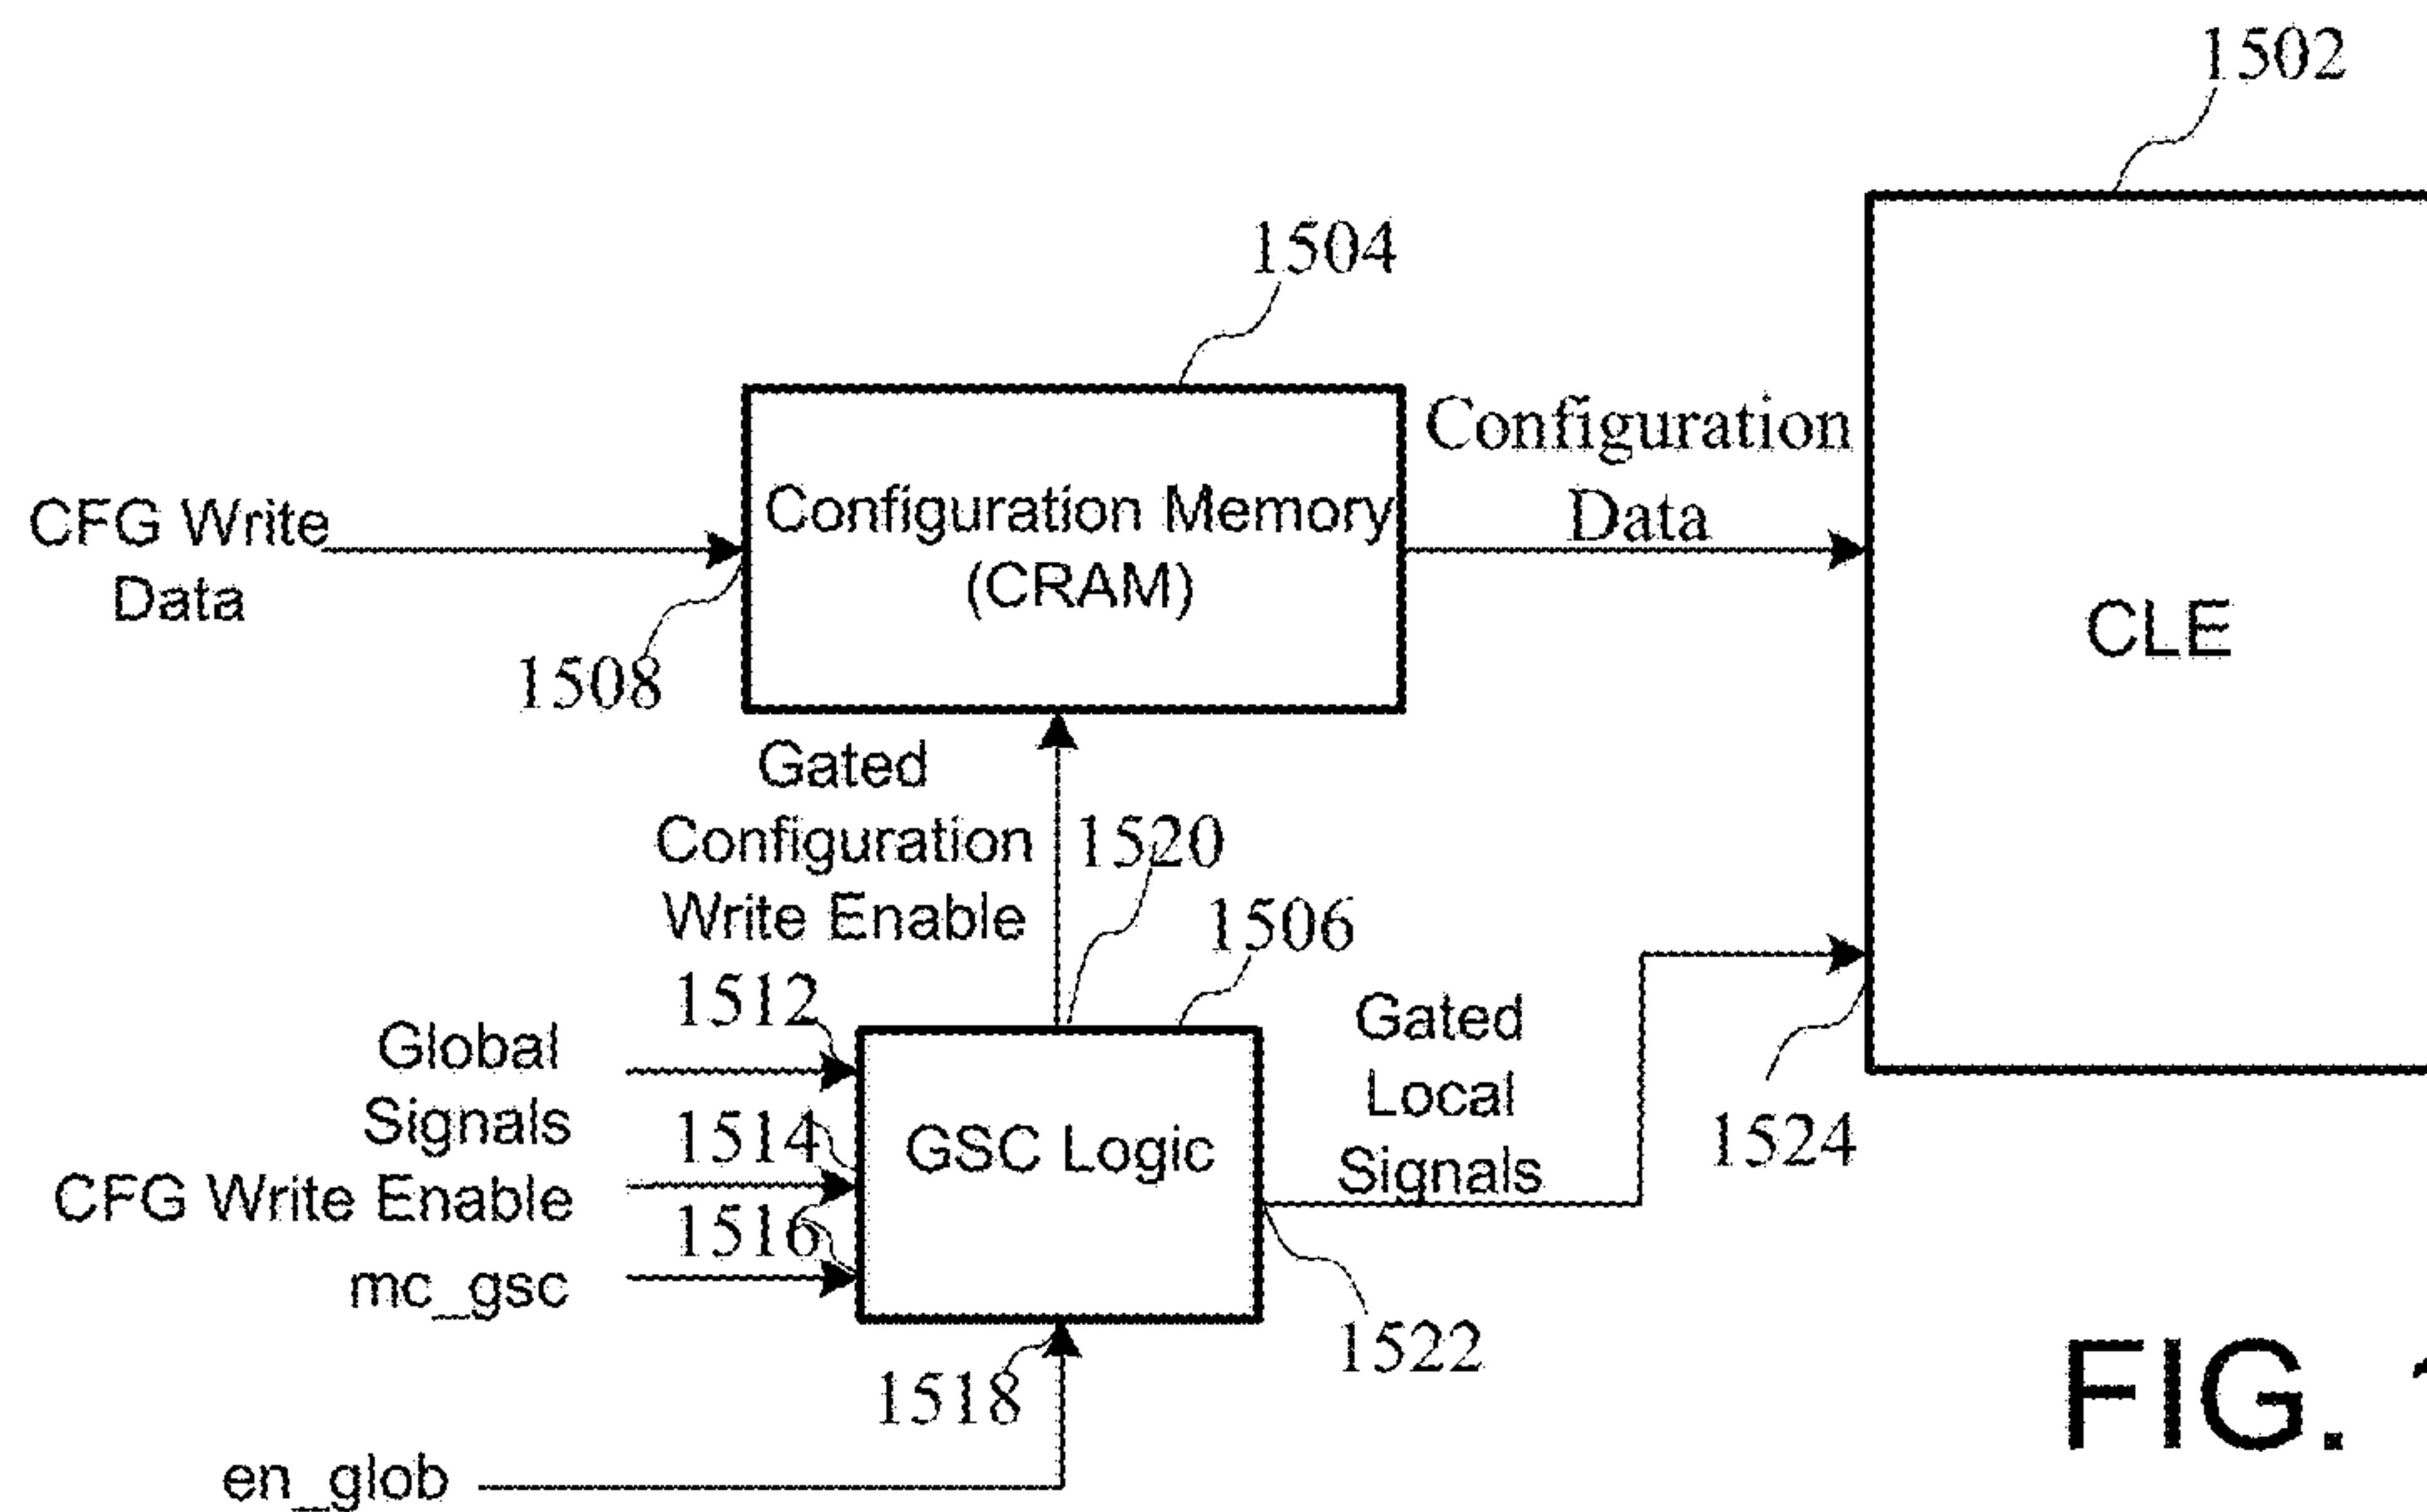 1502
1504
Configuration
Data
CFG Write
Data
Configuration Memory
(CRAM)
1508
CLE
Gated
Configuration
Write Enable
1520
1506
1512
Global
Signals
1514
CFG Write Enable
1516
mc_gsc
GSC Logic
Gated
Local
Signals
1524
1522
1518
en_glob
FIG.